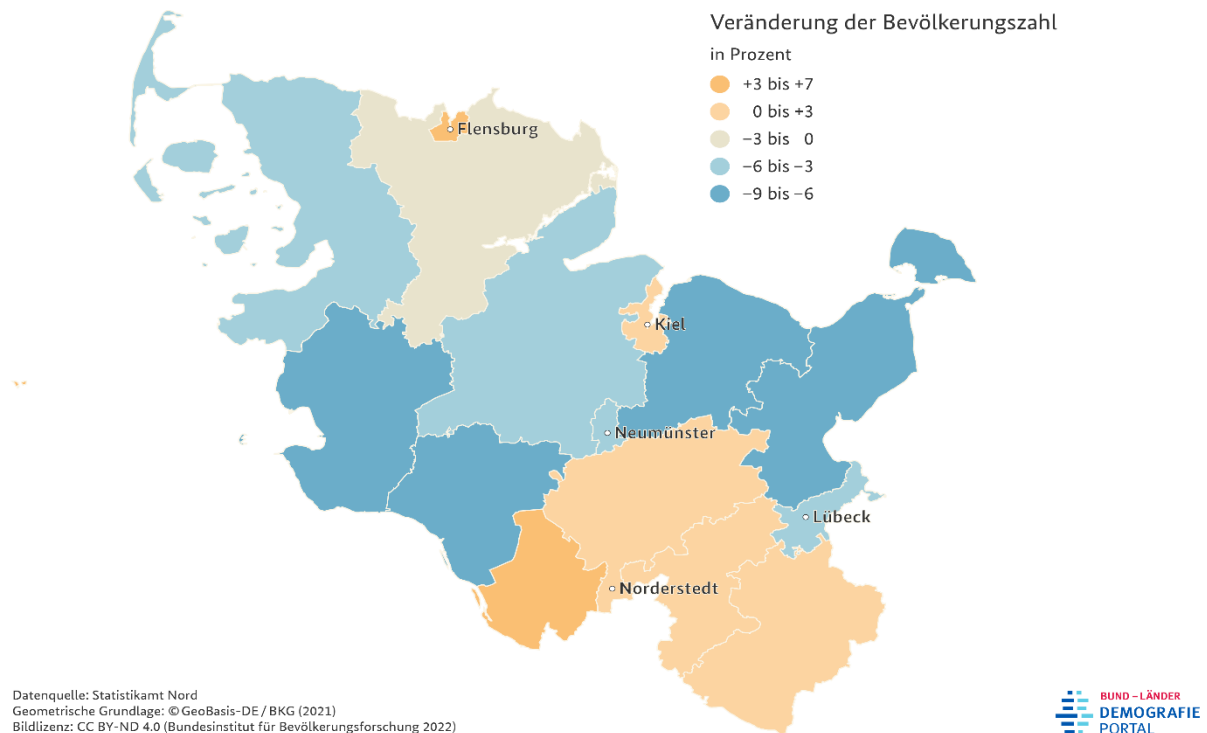 Veränderung der Bevölkerungszahl
in Prozent
+3 bis +7
0 bis +3
−3 bis 0
−6 bis −3
−9 bis −6
Flensburg
Kiel
Neumünster
Lübeck
Norderstedt
Datenquelle: Statistikamt Nord
Geometrische Grundlage: © GeoBasis-DE / BKG (2021)
Bildlizenz: CC BY-ND 4.0 (Bundesinstitut für Bevölkerungsforschung 2022)
BUND – LÄNDER
DEMOGRAFIE
PORTAL